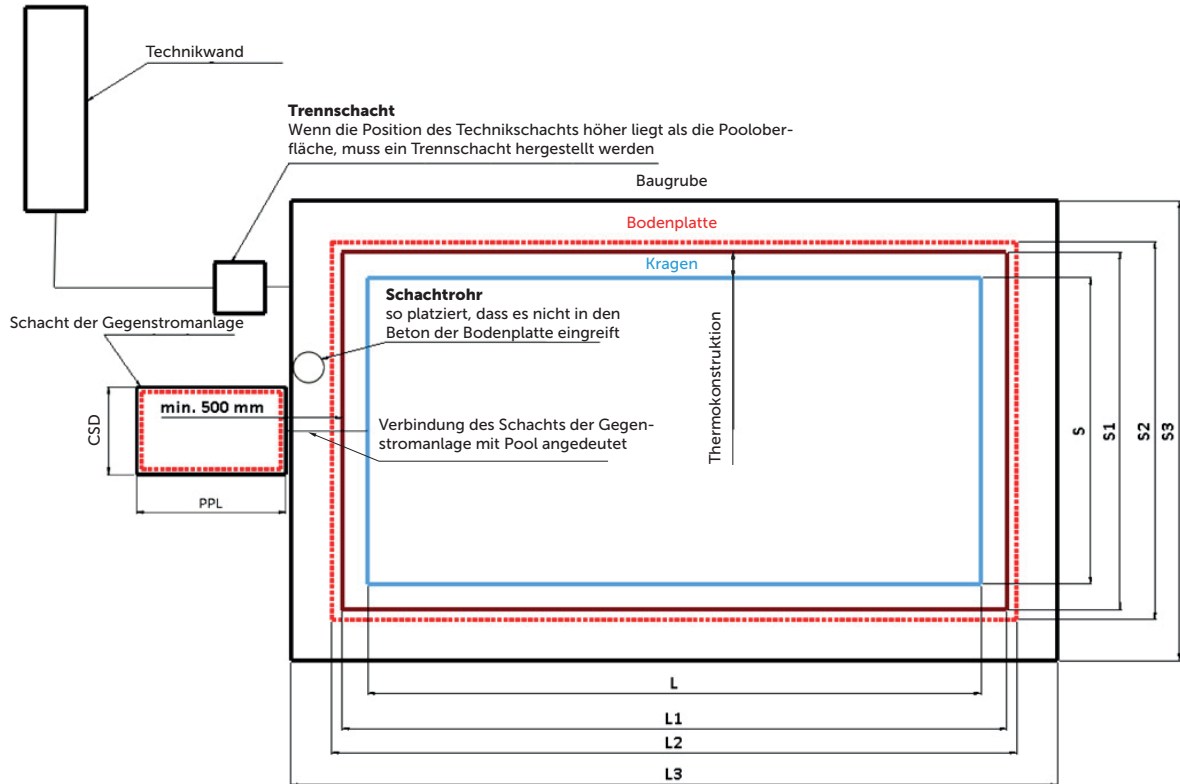 Technikwand
Trennschacht
Wenn die Position des Technikschachts höher liegt als die Poolober-
fläche, muss ein Trennschacht hergestellt werden
Baugrube
Bodenplatte
Kragen
Schachtrohr
so platziert, dass es nicht in den
Beton der Bodenplatte eingreift
Schacht der Gegenstromanlage
Thermokonstruktion
min. 500 mm
CSD
Verbindung des Schachts der Gegen-
stromanlage mit Pool angedeutet
PPL
S
S1
S2
S3
L
L1
L2
L3